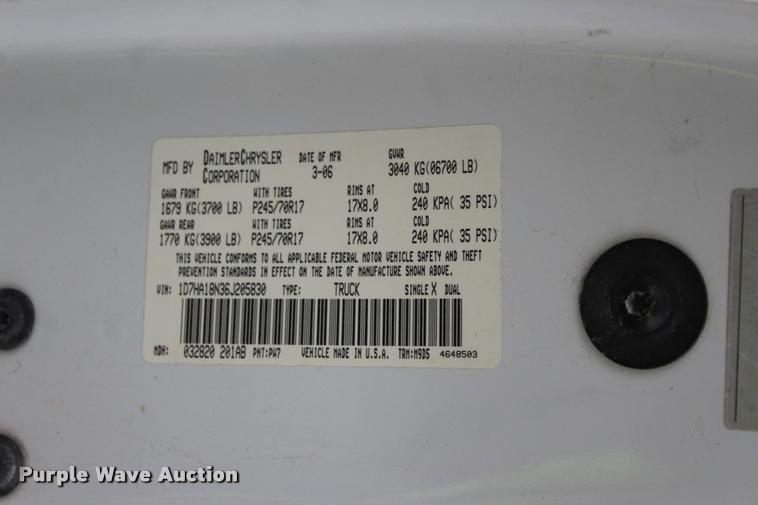 MFD BY DAIMLERCHRYSLER CORPORATION DATE OF MFR 3-06 GVWR 3040 KG(06700 LB)
GAWR FRONT WITH TIRES RIMS AT COLD
1679 KG(3700 LB) P245/70R17 17X8.0 240 KPA( 35 PSI)
GAWR REAR WITH TIRES RIMS AT COLD
1770 KG(3900 LB) P245/70R17 17X8.0 240 KPA( 35 PSI)
THIS VEHICLE CONFORMS TO ALL APPLICABLE FEDERAL MOTOR VEHICLE SAFETY AND THEFT
PREVENTION STANDARDS IN EFFECT ON THE DATE OF MANUFACTURE SHOWN ABOVE.
VIN: 1D7HA18N36J205830 TYPE: TRUCK SINGLE X DUAL
MDH: 032820 201AB PNT:PW7 VEHICLE MADE IN U.S.A. TRM:M9D5 4648503
Purple Wave Auction